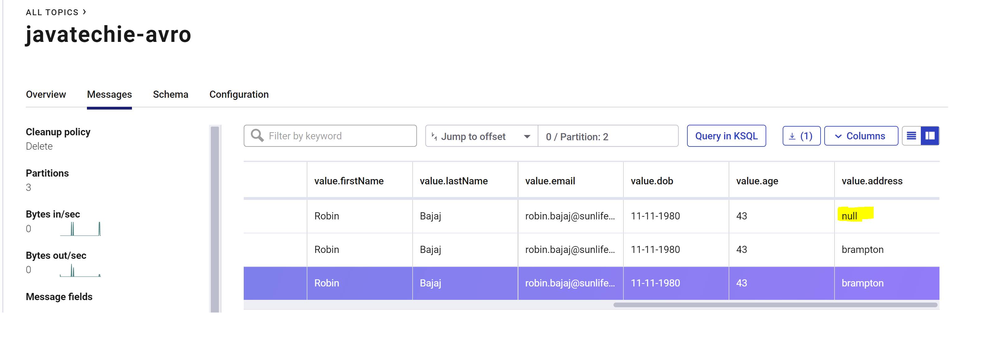 ALL TOPICS ›
javatechie-avro
Overview Messages Schema Configuration
Cleanup policy
Delete
Partitions
3
Bytes in/sec
0
Bytes out/sec
0
Message fields
Filter by keyword Jump to offset 0 / Partition: 2 Query in KSQL (1) Columns
value.firstName value.lastName value.email value.dob value.age value.address
Robin Bajaj robin.bajaj@sunlife... 11-11-1980 43 null
Robin Bajaj robin.bajaj@sunlife... 11-11-1980 43 brampton
Robin Bajaj robin.bajaj@sunlife... 11-11-1980 43 brampton